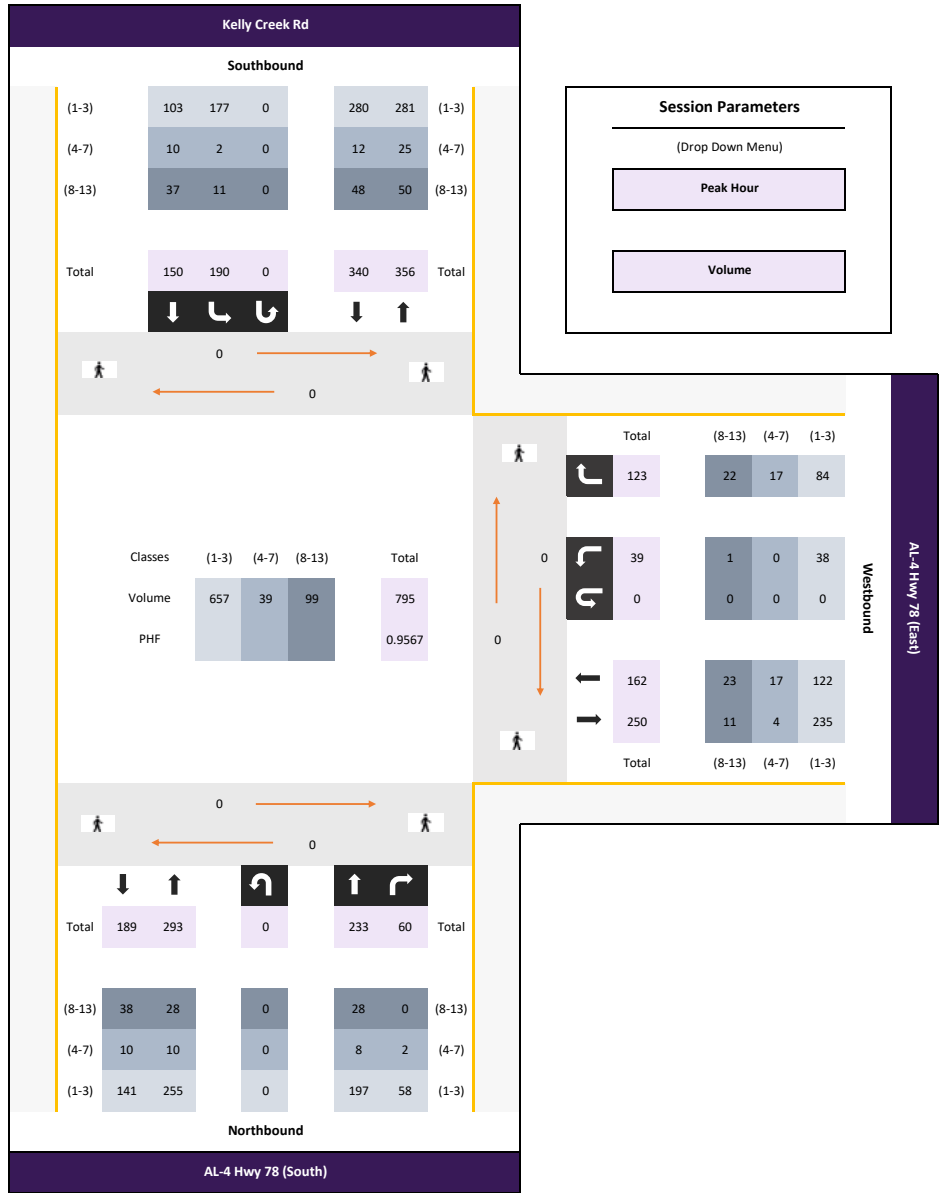 Kelly Creek Rd
Southbound
(1-3) 103 177 0 280 281 (1-3)
(4-7) 10 2 0 12 25 (4-7)
(8-13) 37 11 0 48 50 (8-13)
Total 150 190 0 340 356 Total
0
0
Session Parameters
(Drop Down Menu)
Peak Hour
Volume
Total (8-13) (4-7) (1-3)
123 22 17 84
39 1 0 38
0 0 0 0
162 23 17 122
250 11 4 235
Total (8-13) (4-7) (1-3)
0
0
Westbound
AL-4 Hwy 78 (East)
Classes (1-3) (4-7) (8-13) Total
Volume 657 39 99 795
PHF 0.9567
0
0
Total 189 293 0 233 60 Total
(8-13) 38 28 0 28 0 (8-13)
(4-7) 10 10 0 8 2 (4-7)
(1-3) 141 255 0 197 58 (1-3)
Northbound
AL-4 Hwy 78 (South)